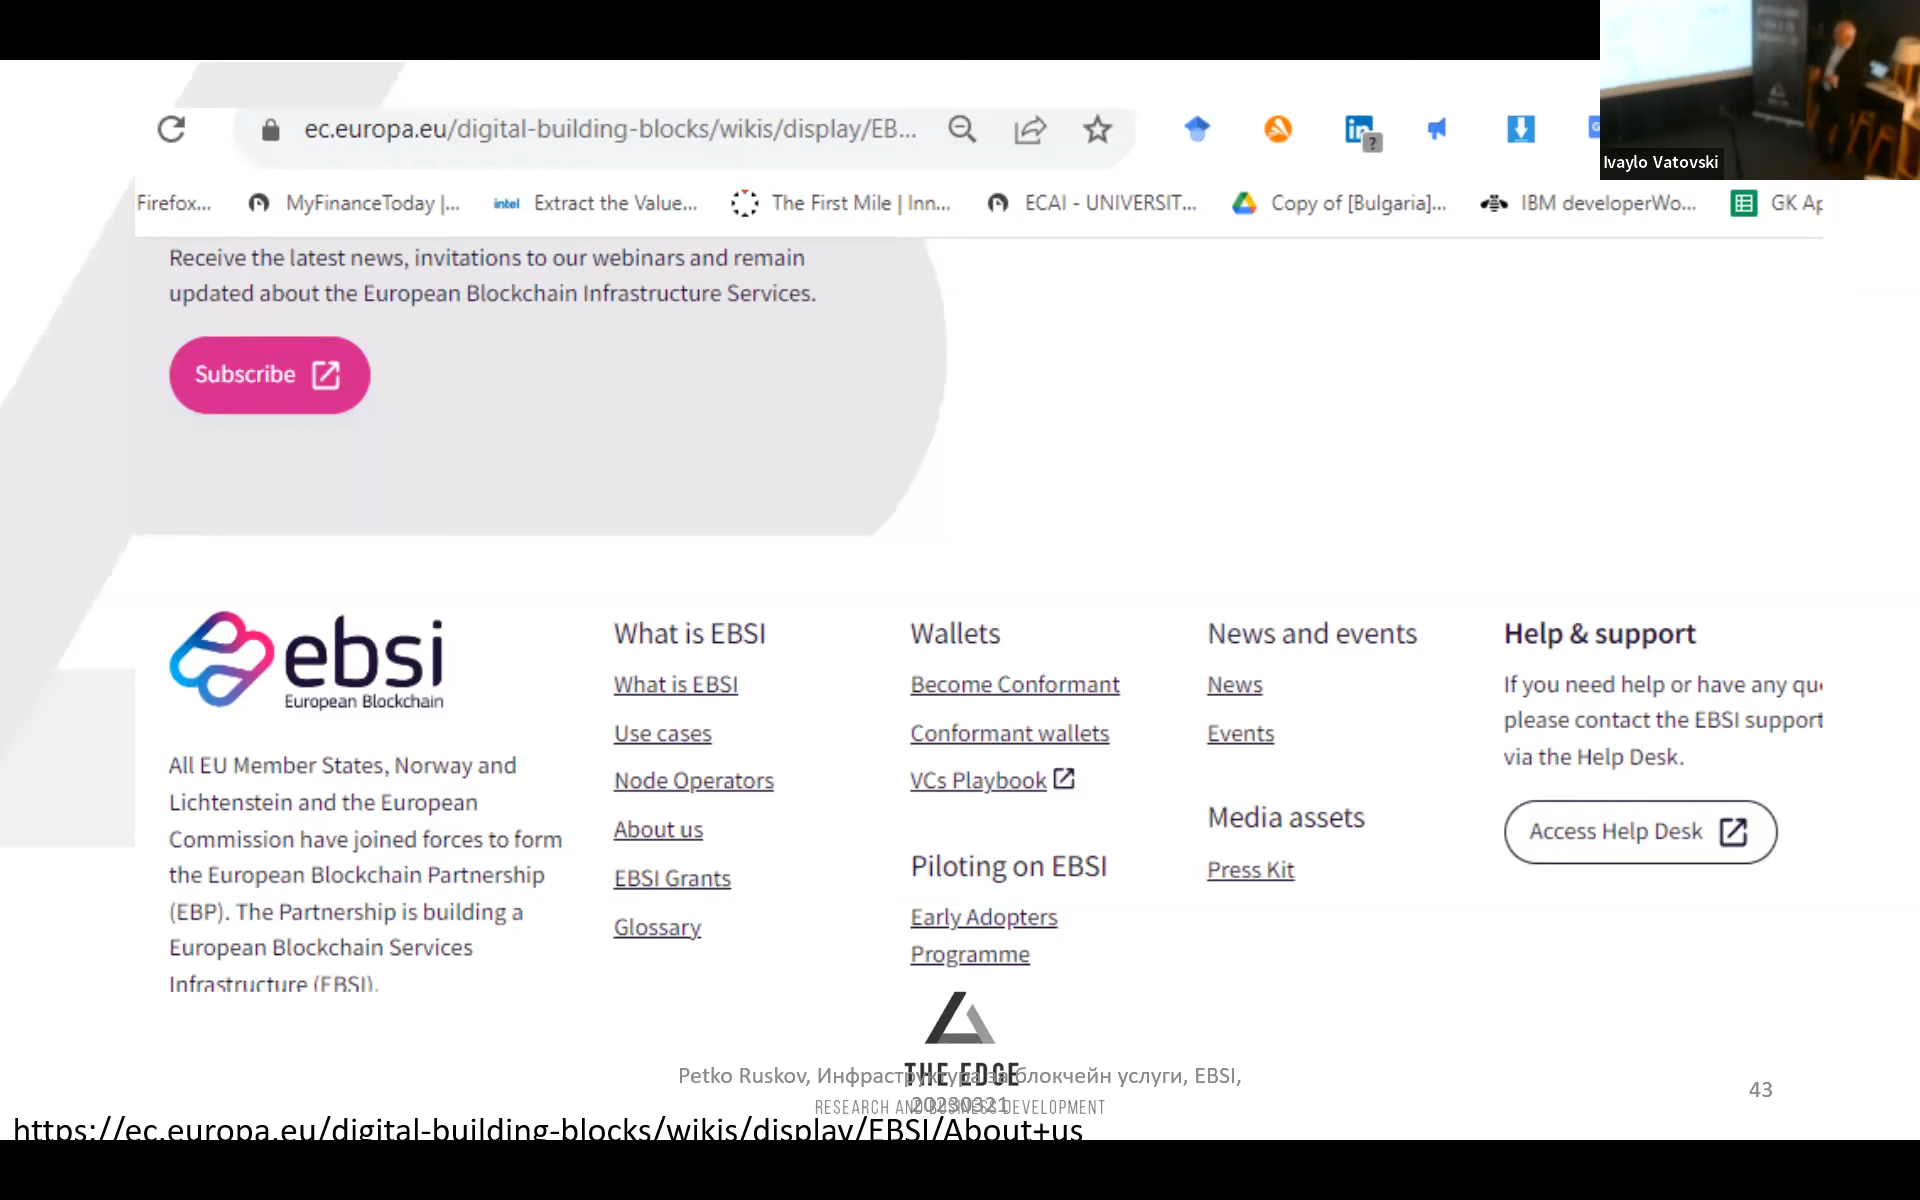 ec.europa.eu/digital-building-blocks/wikis/display/EB...
Ivaylo Vatovski
Firefox...
MyFinanceToday |...
intel
Extract the Value...
The First Mile | Inn...
ECAI - UNIVERSIT...
Copy of [Bulgaria]...
IBM developerWo...
GK Ap
Receive the latest news, invitations to our webinars and remain
updated about the European Blockchain Infrastructure Services.
Subscribe
ebsi
European Blockchain
All EU Member States, Norway and
Lichtenstein and the European
Commission have joined forces to form
the European Blockchain Partnership
(EBP). The Partnership is building a
European Blockchain Services
Infrastructure (EBSI).
What is EBSI
What is EBSI
Use cases
Node Operators
About us
EBSI Grants
Glossary
Wallets
Become Conformant
Conformant wallets
VCs Playbook
Piloting on EBSI
Early Adopters
Programme
News and events
News
Events
Media assets
Press Kit
Help & support
If you need help or have any qu
please contact the EBSI support
via the Help Desk.
Access Help Desk
THE EDGE
RESEARCH AND BUSINESS DEVELOPMENT
Petko Ruskov, Инфраструктура за блокчейн услуги, EBSI,
20230321
43
https://ec.europa.eu/digital-building-blocks/wikis/display/EBSI/About+us